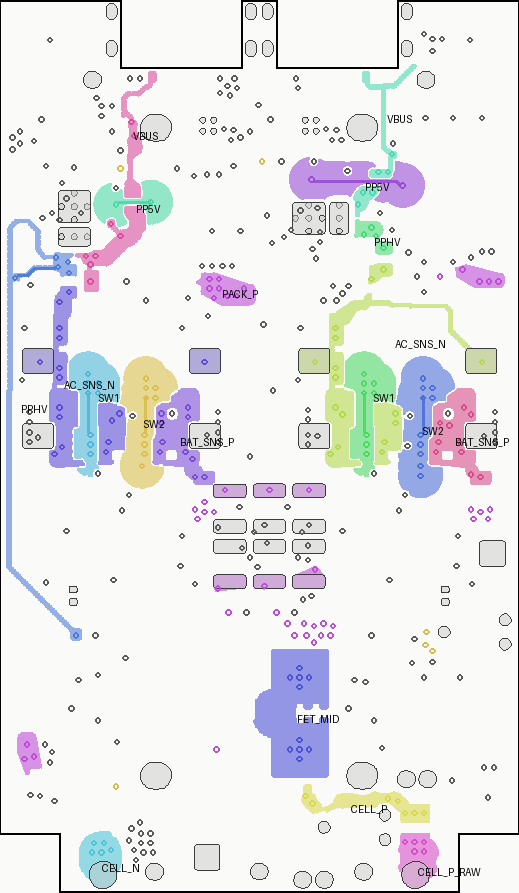 VBUS
VBUS
PP5V
PP5V
PPHV
PACK_P
AC_SNS_N
AC_SNS_N
SW1
SW1
PPHV
SW2
SW2
BAT_SNS_P
BAT_SNS_P
FET_MID
CELL_P
CELL_N
CELL_P_RAW